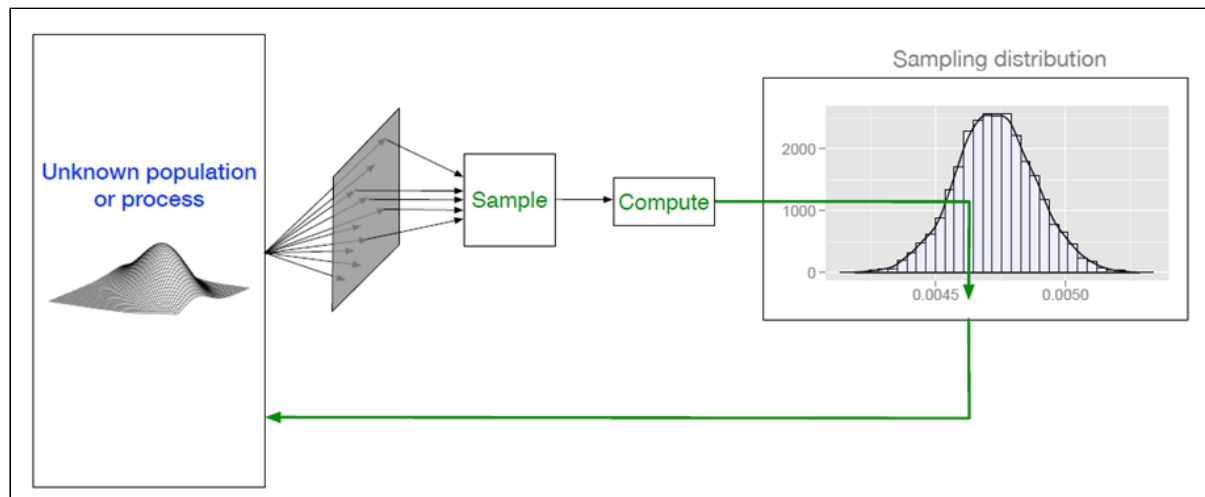 Sampling distribution
Unknown population
or process
Sample
Compute
2000
1000
0
0.0045
0.0050